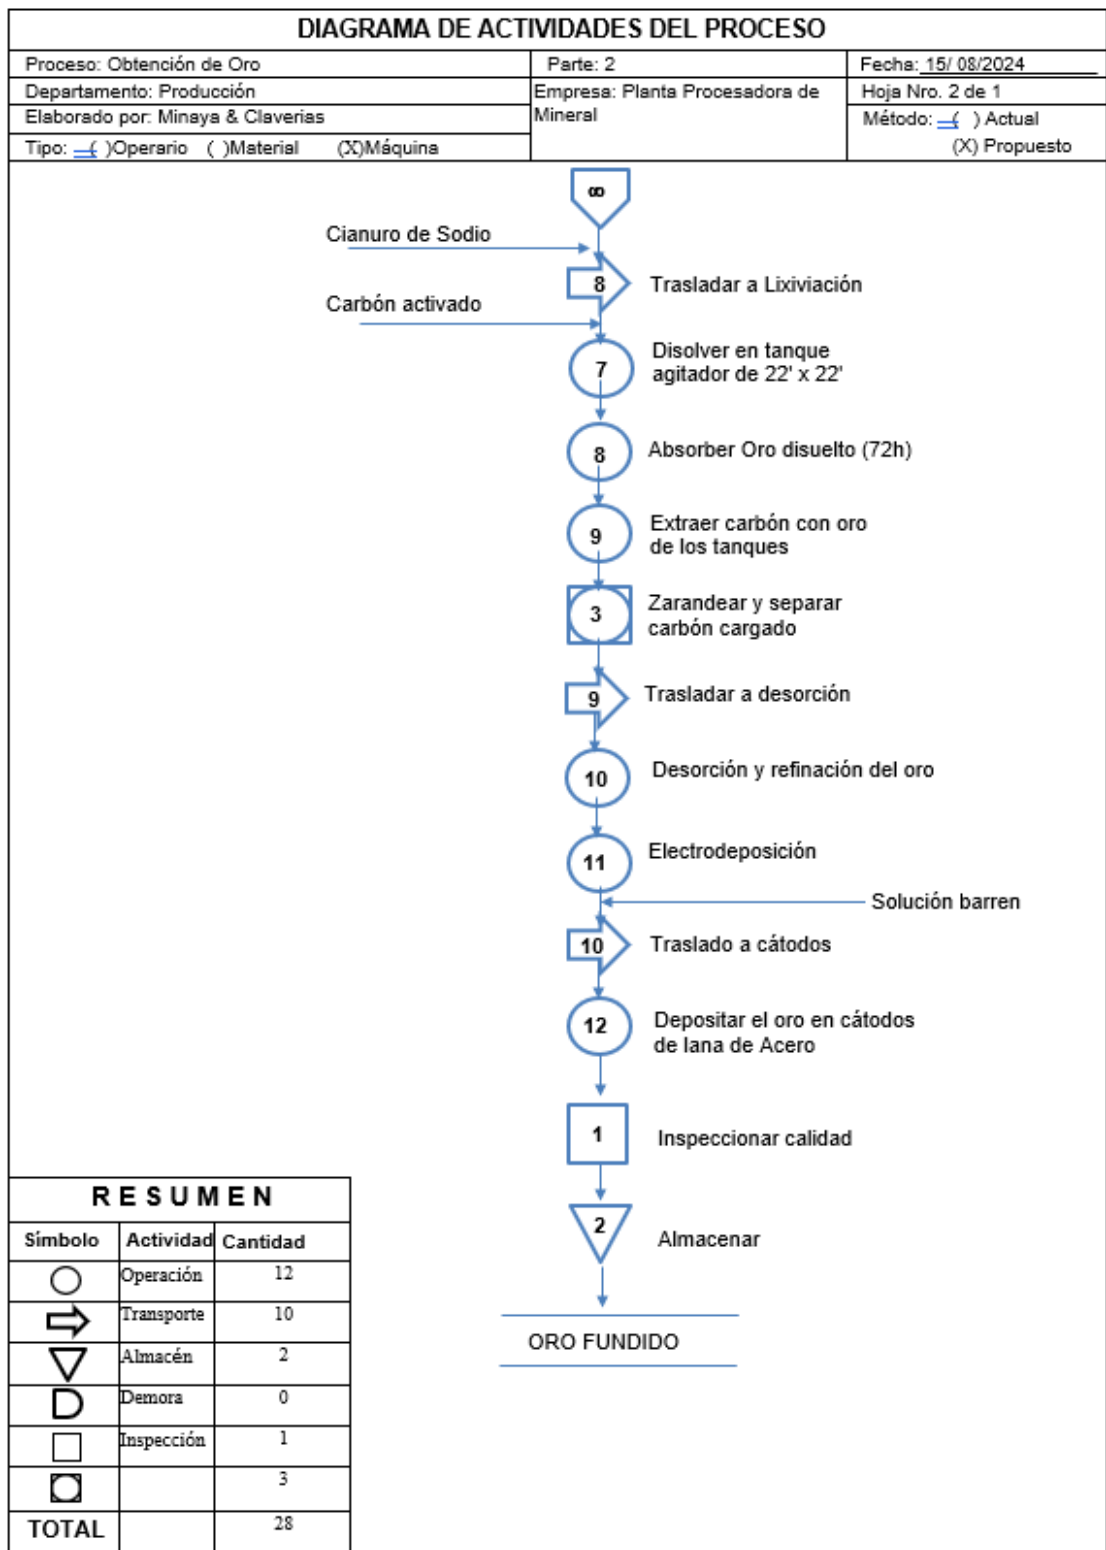 DIAGRAMA DE ACTIVIDADES DEL PROCESO
Proceso: Obtención de Oro
Parte: 2
Fecha: 15/ 08/2024
Departamento: Producción
Empresa: Planta Procesadora de
Mineral
Hoja Nro. 2 de 1
Elaborado por: Minaya & Claverias
Método: ( ) Actual
(X) Propuesto
Tipo: ( )Operario ( )Material (X)Máquina
∞
Cianuro de Sodio
8
Trasladar a Lixiviación
Carbón activado
7
Disolver en tanque
agitador de 22' x 22'
8
Absorber Oro disuelto (72h)
9
Extraer carbón con oro
de los tanques
3
Zarandear y separar
carbón cargado
9
Trasladar a desorción
10
Desorción y refinación del oro
11
Electrodeposición
Solución barren
10
Traslado a cátodos
12
Depositar el oro en cátodos
de lana de Acero
1
Inspeccionar calidad
2
Almacenar
ORO FUNDIDO
R E S U M E N
Símbolo Actividad Cantidad
Operación 12
Transporte 10
Almacén 2
Demora 0
Inspección 1
3
TOTAL 28